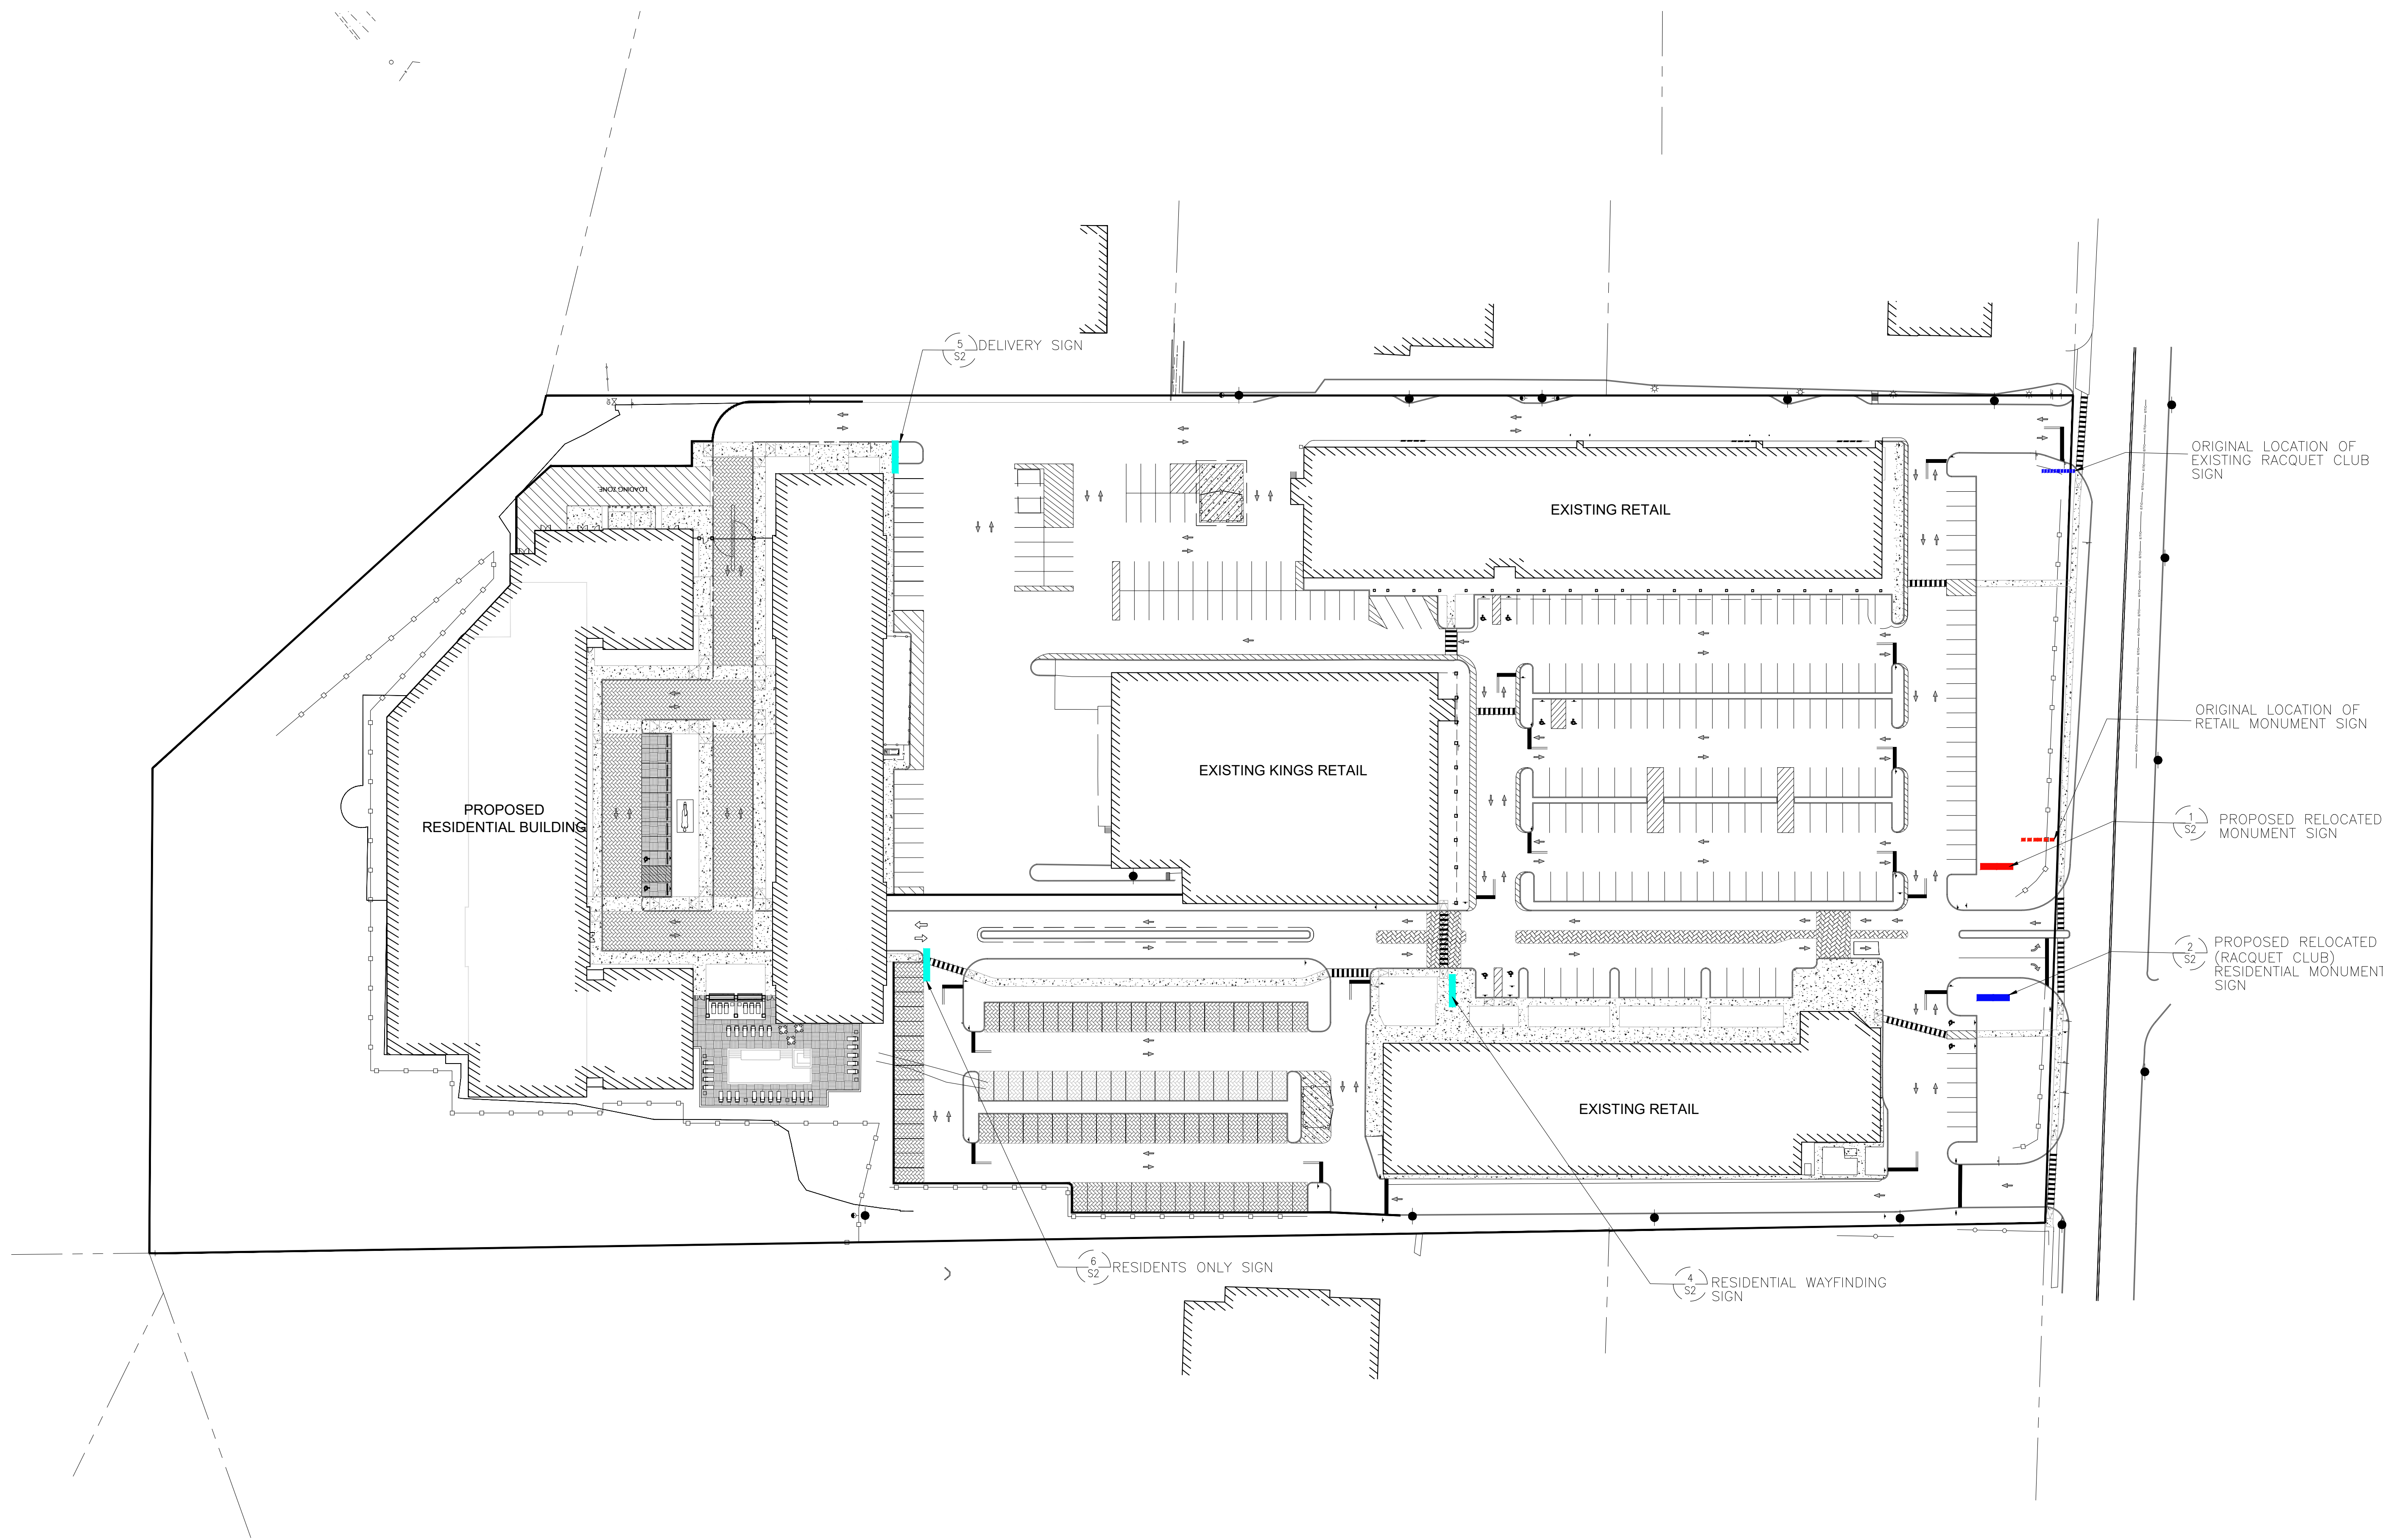 5
S2
DELIVERY SIGN
ORIGINAL LOCATION OF
EXISTING RACQUET CLUB
SIGN
LOADING ZONE
EXISTING RETAIL
ORIGINAL LOCATION OF
RETAIL MONUMENT SIGN
EXISTING KINGS RETAIL
PROPOSED
RESIDENTIAL BUILDING
1
S2
PROPOSED RELOCATED
MONUMENT SIGN
2
S2
PROPOSED RELOCATED
(RACQUET CLUB)
RESIDENTIAL MONUMENT
SIGN
EXISTING RETAIL
6
S2
RESIDENTS ONLY SIGN
4
S2
RESIDENTIAL WAYFINDING
SIGN